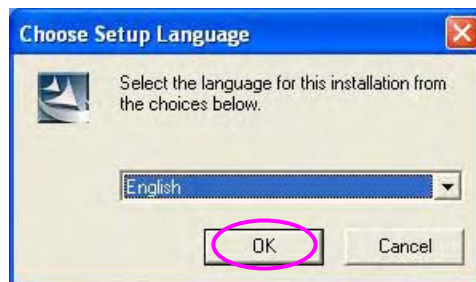 Choose Setup Language
Select the language for this installation from
the choices below.
English
OK
Cancel